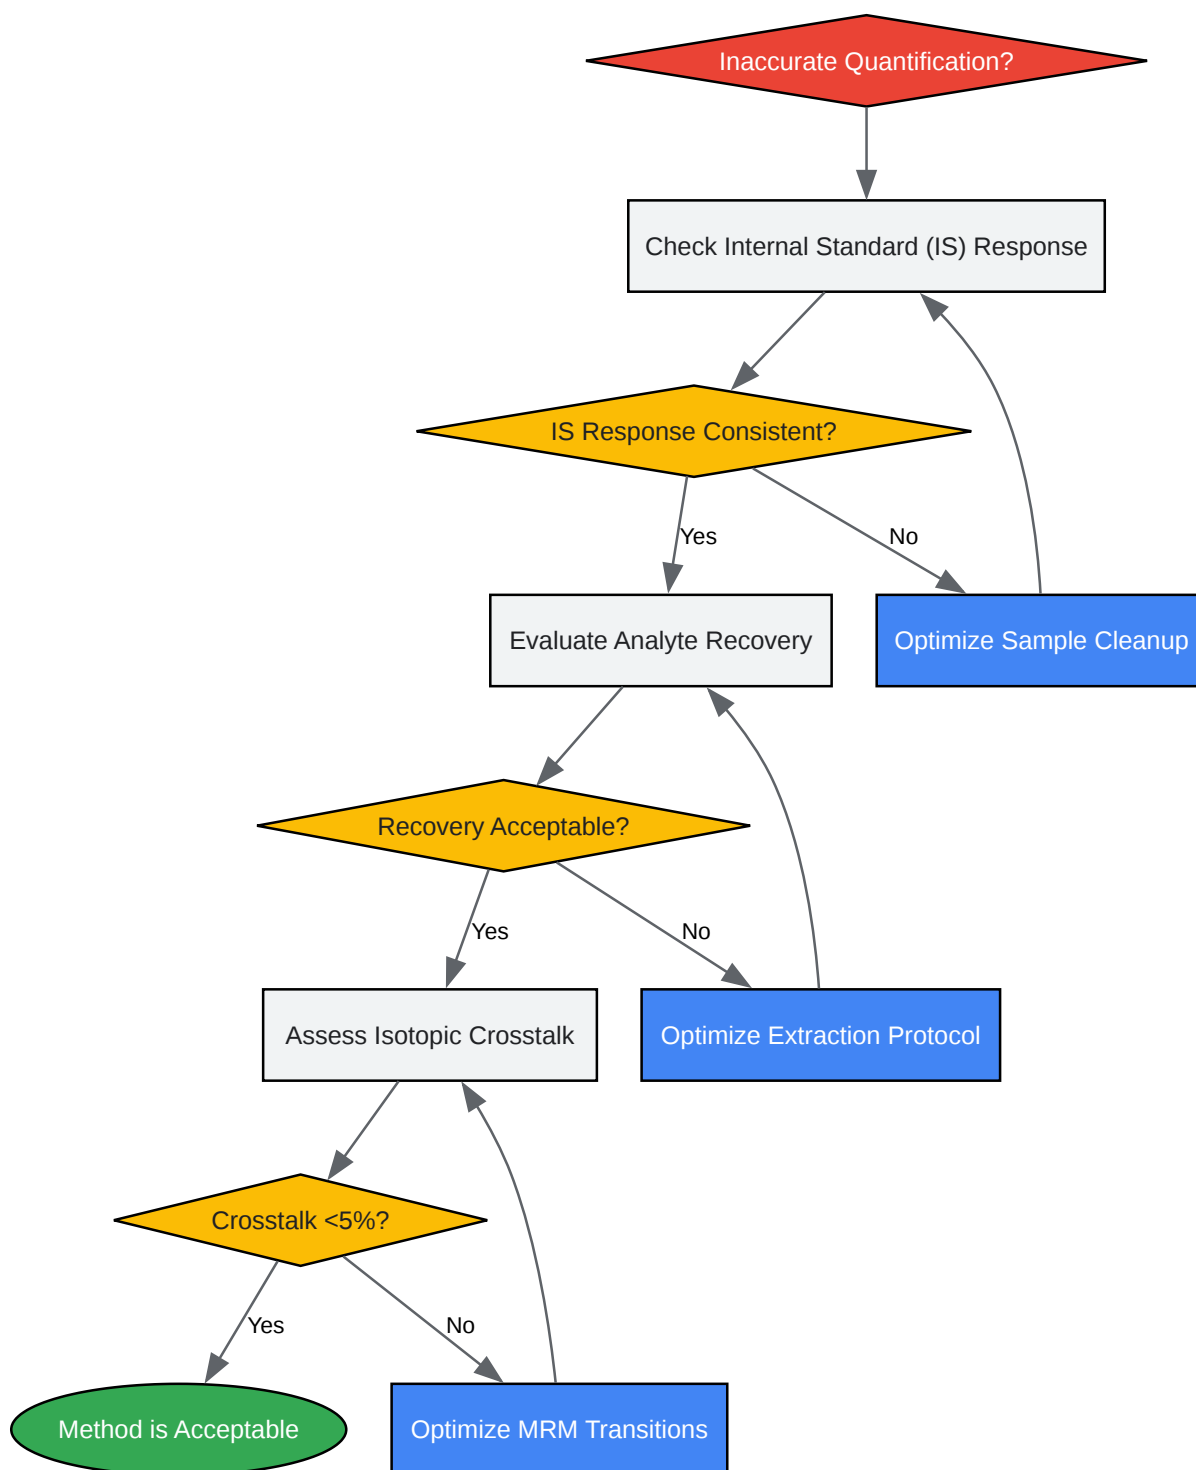 Inaccurate Quantification?
Check Internal Standard (IS) Response
IS Response Consistent?
Yes
No
Evaluate Analyte Recovery
Optimize Sample Cleanup
Recovery Acceptable?
Yes
No
Assess Isotopic Crosstalk
Optimize Extraction Protocol
Crosstalk <5%?
Yes
No
Method is Acceptable
Optimize MRM Transitions